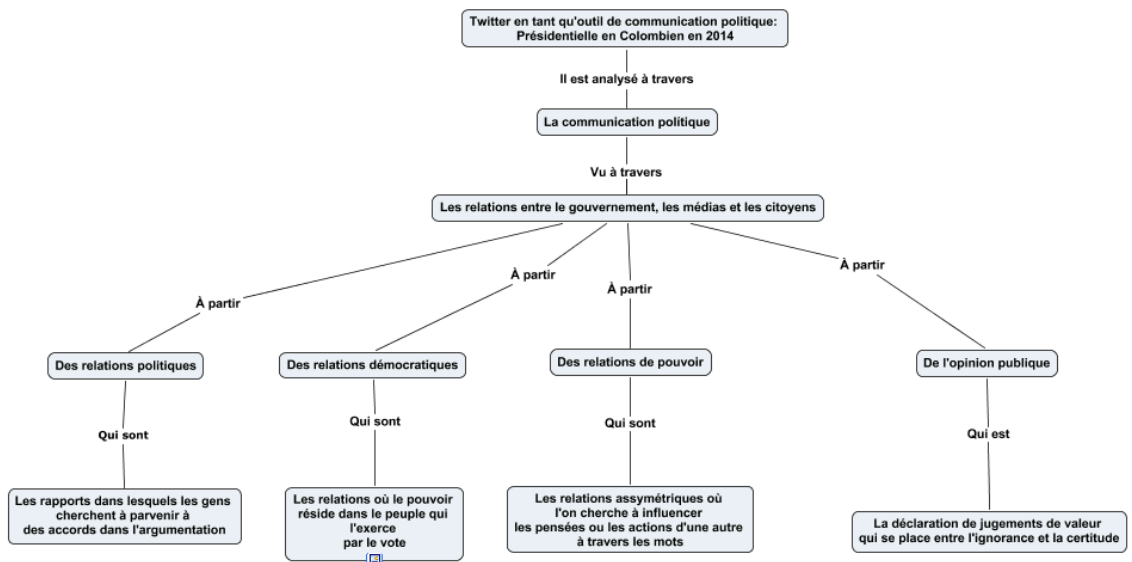 Twitter en tant qu'outil de communication politique:
Présidentielle en Colombien en 2014
Il est analysé à travers
La communication polítique
Vu à travers
Les relations entre le gouvernement, les médias et les citoyens
À partir
À partir
À partir
À partir
Des relations politiques
Des relations démocratiques
Des relations de pouvoir
De l'opinion publique
Qui sont
Qui sont
Qui sont
Qui est
Les rapports dans lesquels les gens
cherchent à parvenir à
des accords dans l'argumentation
Les relations où le pouvoir
réside dans le peuple qui
l'exerce
par le vote
Les relations assymétriques où
l'on cherche à influencer
les pensées ou les actions d'une autre
à travers les mots
La déclaration de jugements de valeur
qui se place entre l'ignorance et la certitude